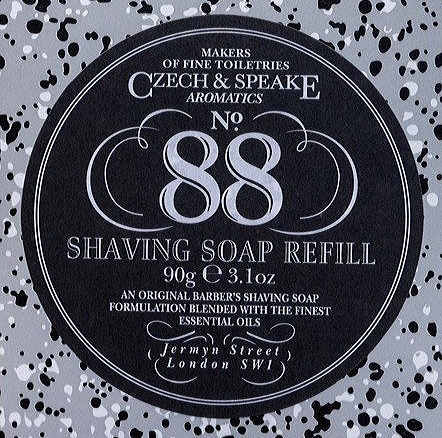 MAKERS
OF FINE TOILETRIES
CZECH & SPEAKE
AROMATICS
No.
88
SHAVING SOAP REFILL
90g ℮ 3.1oz
AN ORIGINAL BARBER'S SHAVING SOAP
FORMULATION BLENDED WITH THE FINEST
ESSENTIAL OILS
Jermyn Street
London SW1